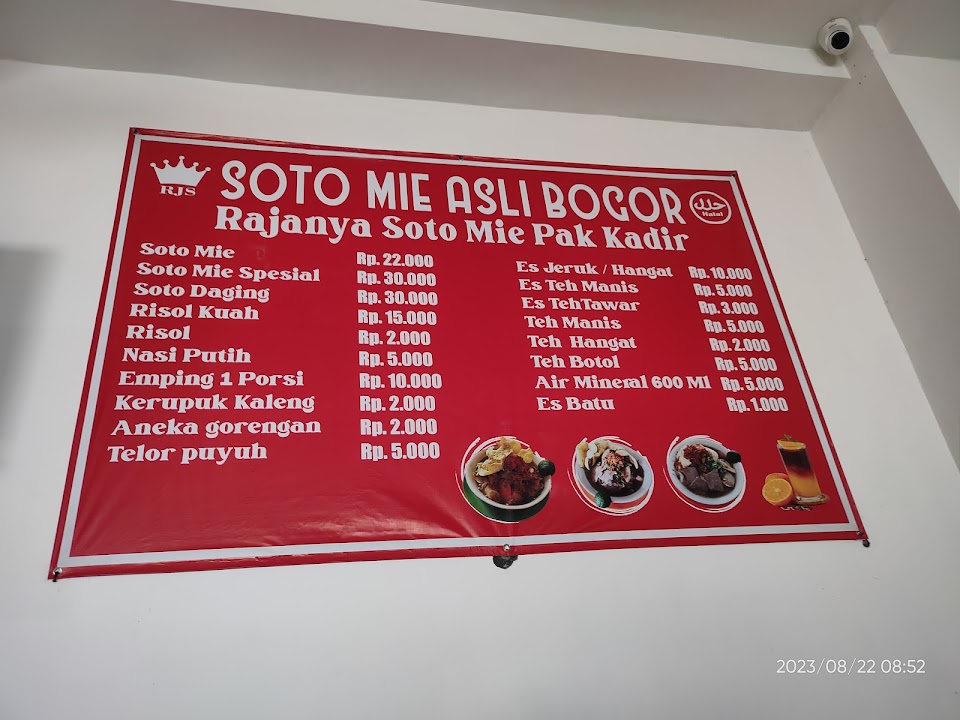 RJS
SOTO MIE ASLI BOGOR
حلال
Halal
Rajanya Soto Mie Pak Kadir
Soto Mie Rp. 22.000
Soto Mie Spesial Rp. 30.000
Soto Daging Rp. 30.000
Risol Kuah Rp. 15.000
Risol Rp. 2.000
Nasi Putih Rp. 5.000
Emping 1 Porsi Rp. 10.000
Kerupuk Kaleng Rp. 2.000
Aneka gorengan Rp. 2.000
Telor puyuh Rp. 5.000
Es Jeruk / Hangat Rp. 10.000
Es Teh Manis Rp. 5.000
Es TehTawar Rp. 3.000
Teh Manis Rp. 5.000
Teh Hangat Rp. 2.000
Teh Botol Rp. 5.000
Air Mineral 600 Ml Rp. 5.000
Es Batu Rp. 1.000
2023/08/22 08:52